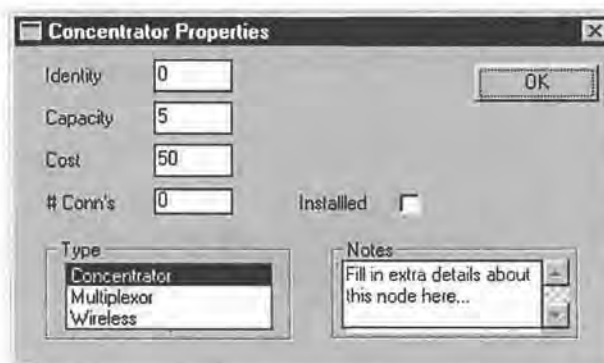 Concentrator Properties
Identity 0
OK
Capacity 5
Cost 50
# Conn's 0 Installled
Type
Concentrator
Multiplexor
Wireless
Notes
Fill in extra details about
this node here...